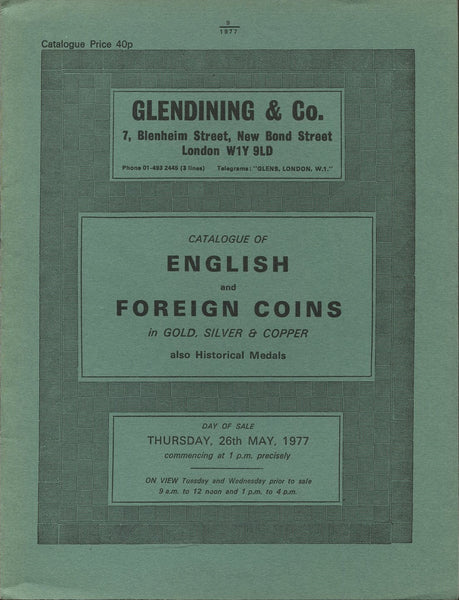 9
1977
Catalogue Price 40p
GLENDINING & Co.
7, Blenheim Street, New Bond Street
London W1Y 9LD
Phone 01-493 2445 (3 lines) Telegrams: "GLENS, LONDON, W.1."
CATALOGUE OF
ENGLISH
and
FOREIGN COINS
in GOLD, SILVER & COPPER
also Historical Medals
DAY OF SALE
THURSDAY, 26th MAY, 1977
commencing at 1 p.m. precisely
ON VIEW Tuesday and Wednesday prior to sale
9 a.m. to 12 noon and 1 p.m. to 4 p.m.